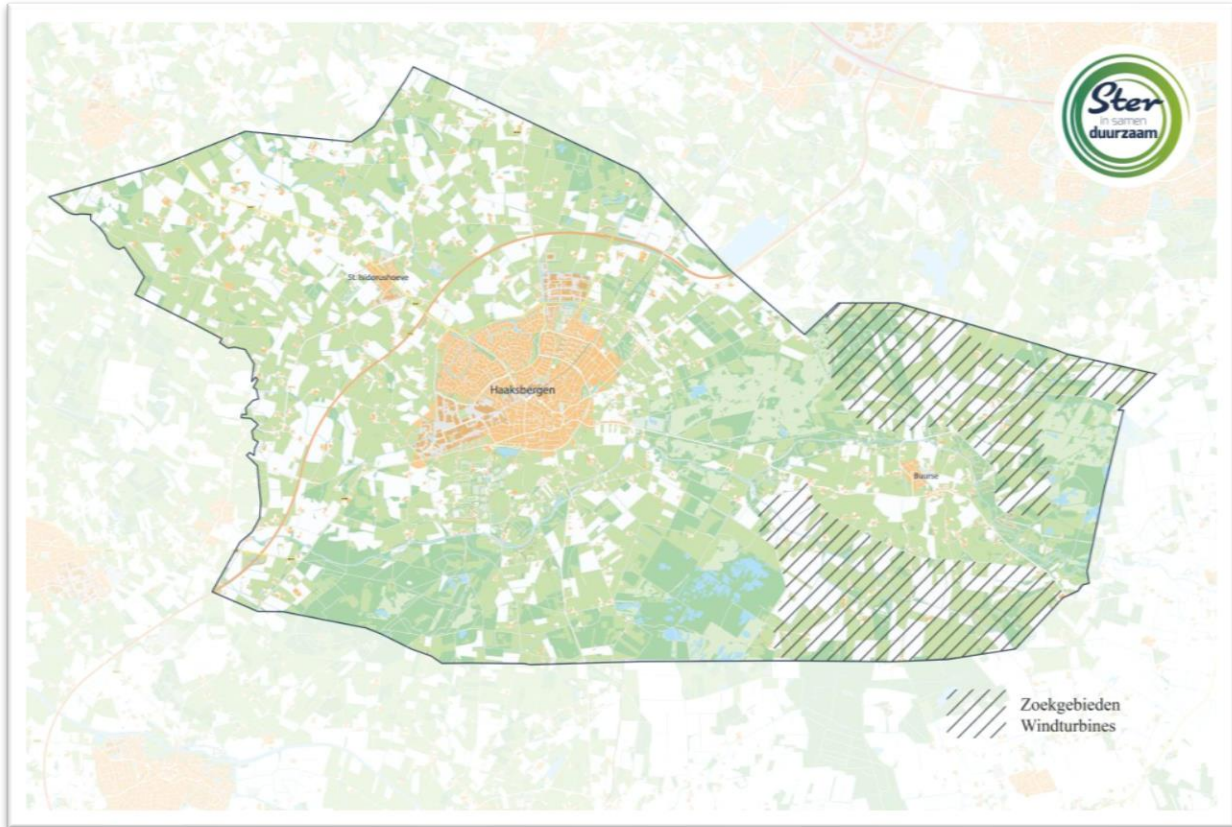 Ster
in samen
duurzaam
St. Isidorushoeve
Haaksbergen
Buurse
Zoekgebieden
Windturbines